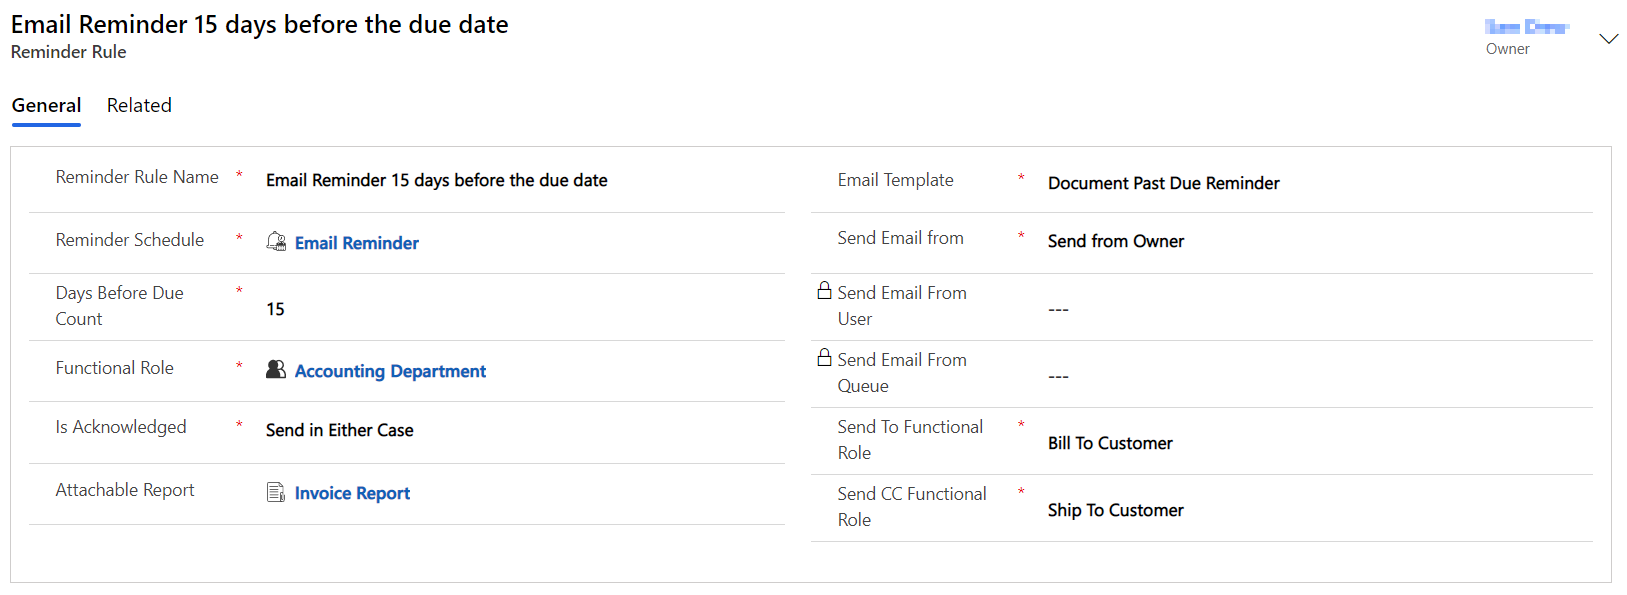 Email Reminder 15 days before the due date
Reminder Rule
Owner
General
Related
Reminder Rule Name * Email Reminder 15 days before the due date
Reminder Schedule * Email Reminder
Days Before Due
Count * 15
Functional Role * Accounting Department
Is Acknowledged * Send in Either Case
Attachable Report Invoice Report
Email Template * Document Past Due Reminder
Send Email from * Send from Owner
Send Email From
User ---
Send Email From
Queue ---
Send To Functional
Role * Bill To Customer
Send CC Functional
Role * Ship To Customer